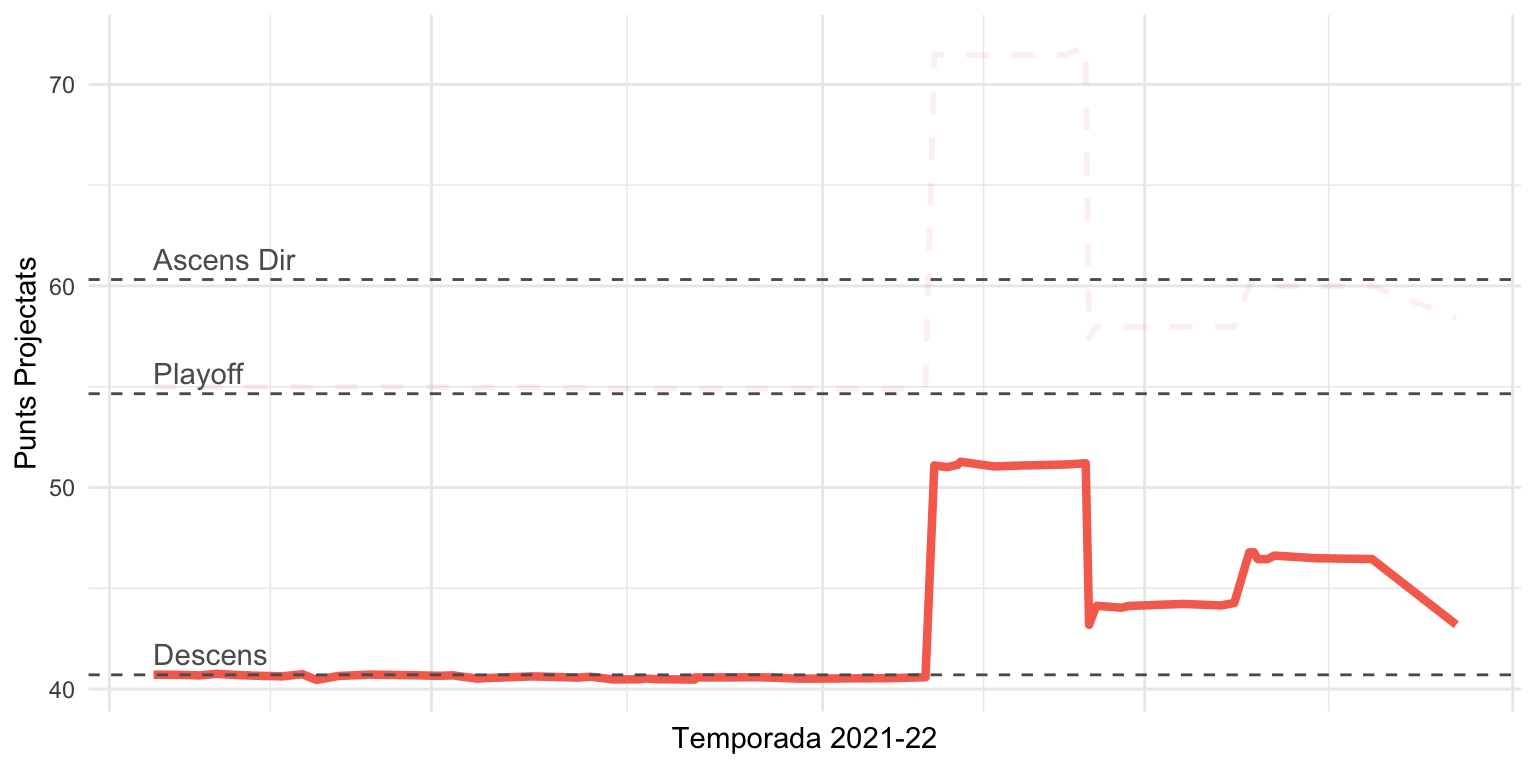 70
60
50
40
Punts Projectats
Ascens Dir
Playoff
Descens
Temporada 2021-22